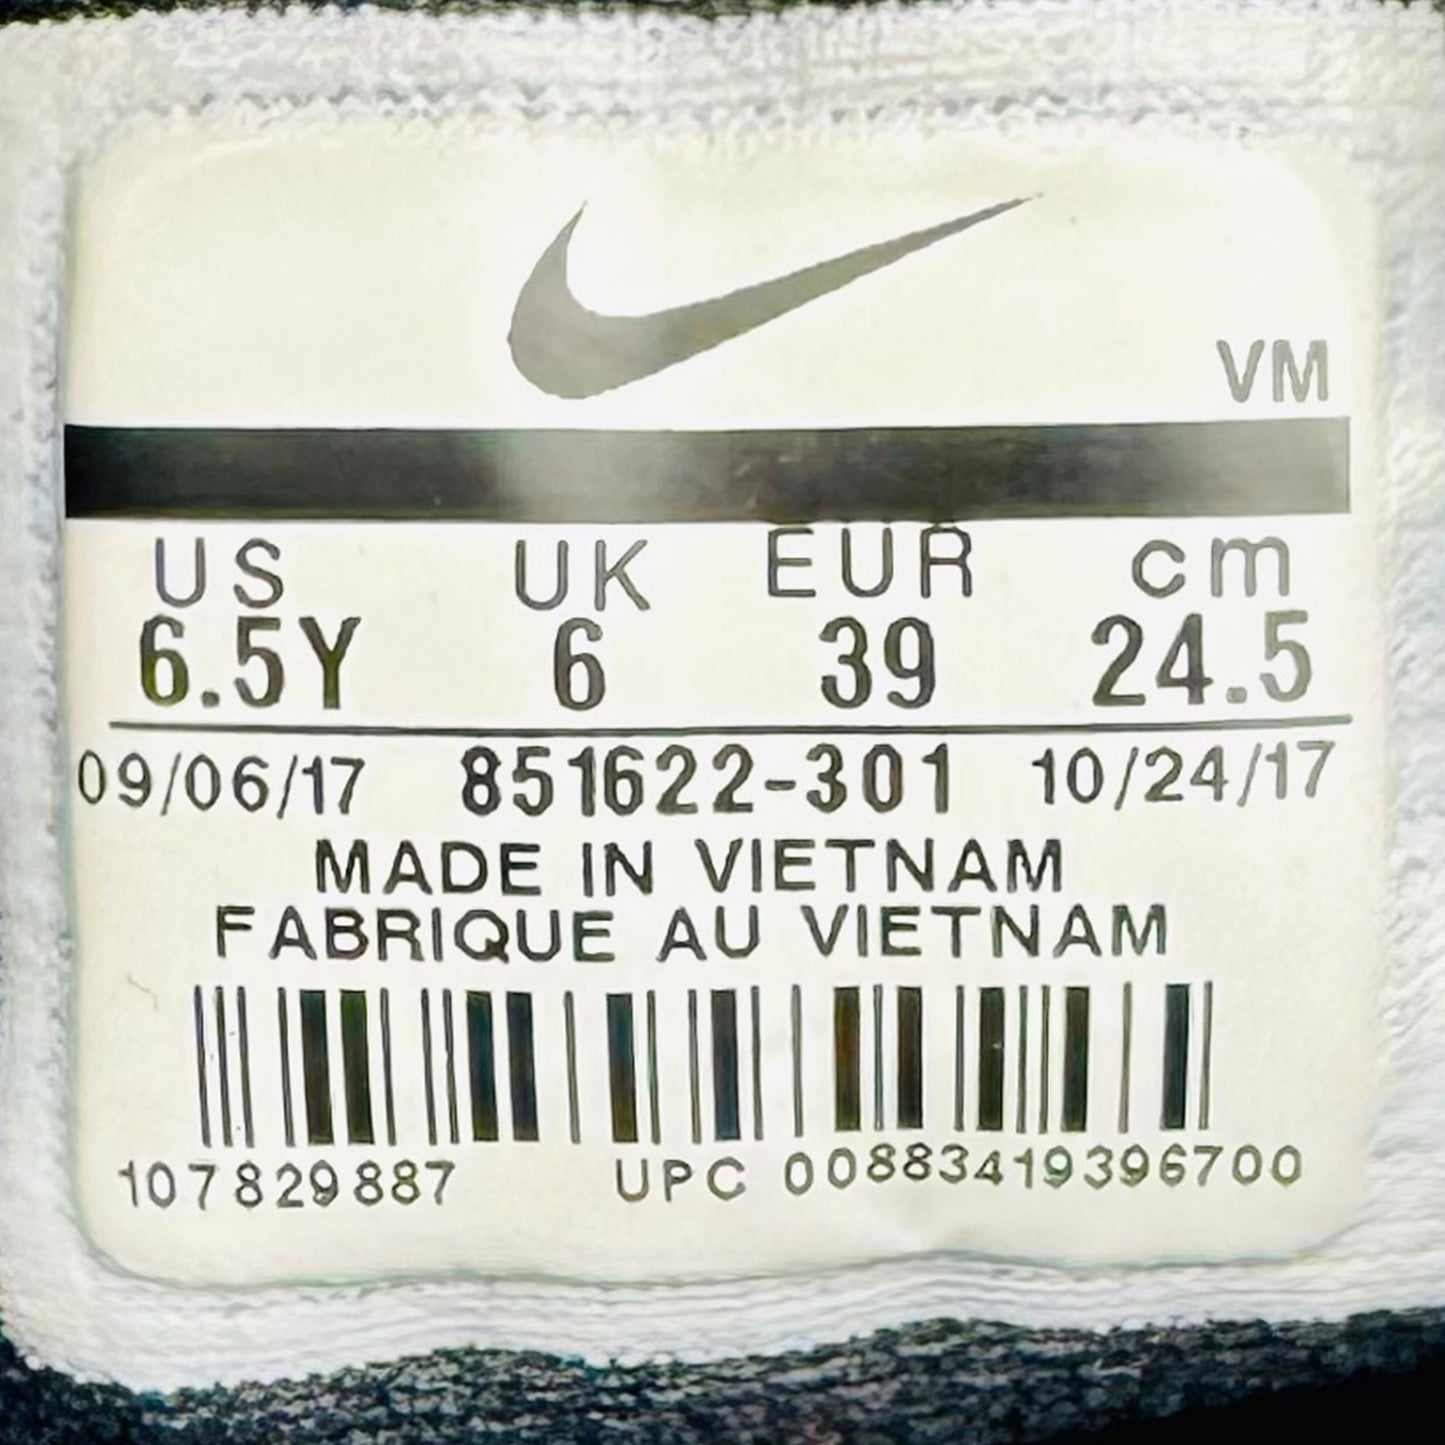 VM
US UK EUR cm
6.5Y 6 39 24.5
09/06/17 851622-301 10/24/17
MADE IN VIETNAM
FABRIQUE AU VIETNAM
107829887 UPC 00883419396700